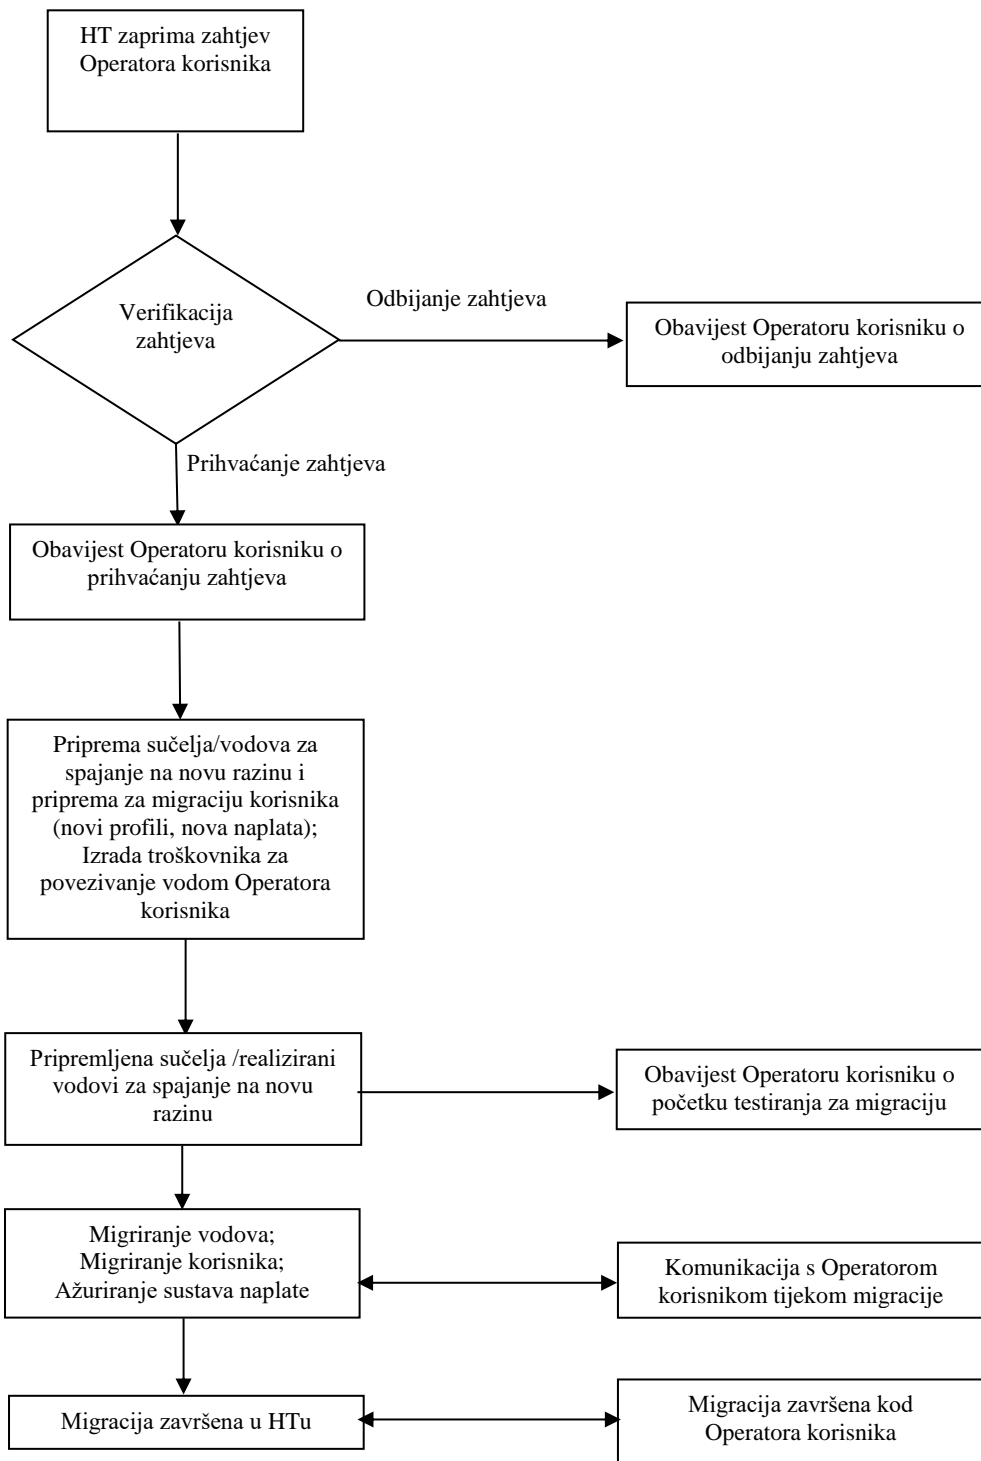 HT zaprima zahtjev
Operatora korisnika
Verifikacija
zahtjeva
Odbijanje zahtjeva
Obavijest Operatoru korisniku o
odbijanju zahtjeva
Prihvaćanje zahtjeva
Obavijest Operatoru korisniku o
prihvaćanju zahtjeva
Priprema sučelja/vodova za
spajanje na novu razinu i
priprema za migraciju korisnika
(novi profili, nova naplata);
Izrada troškovnika za
povezivanje vodom Operatora
korisnika
Pripremljena sučelja /realizirani
vodovi za spajanje na novu
razinu
Obavijest Operatoru korisniku o
početku testiranja za migraciju
Migriranje vodova;
Migriranje korisnika;
Ažuriranje sustava naplate
Komunikacija s Operatorom
korisnikom tijekom migracije
Migracija završena u HTu
Migracija završena kod
Operatora korisnika